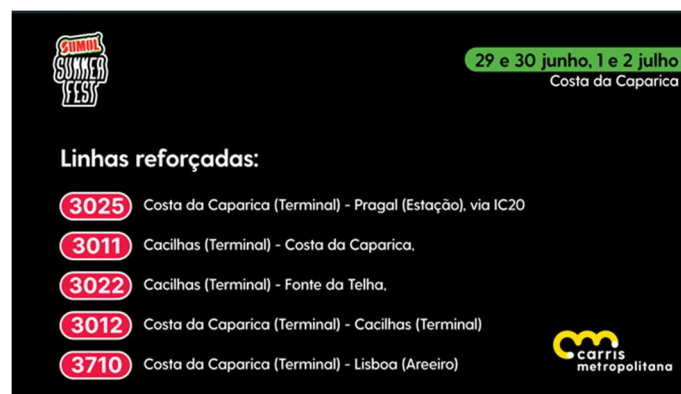 SUMOL
SUMMER
FEST
29 e 30 junho, 1 e 2 julho
Costa da Caparica
Linhas reforçadas:
3025 Costa da Caparica (Terminal) - Pragal (Estação), via IC20
3011 Cacilhas (Terminal) - Costa da Caparica,
3022 Cacilhas (Terminal) - Fonte da Telha,
3012 Costa da Caparica (Terminal) - Cacilhas (Terminal)
3710 Costa da Caparica (Terminal) - Lisboa (Areeiro)
carris
metropolitana